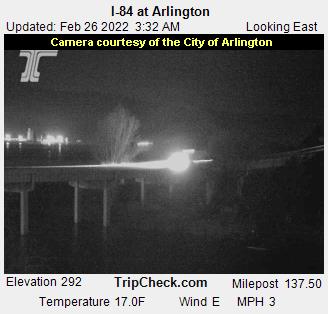 I-84 at Arlington
Updated: Feb 26 2022 3:32 AM Looking East
Camera courtesy of the City of Arlington
Elevation 292 TripCheck.com Milepost 137.50
Temperature 17.0F Wind E MPH 3